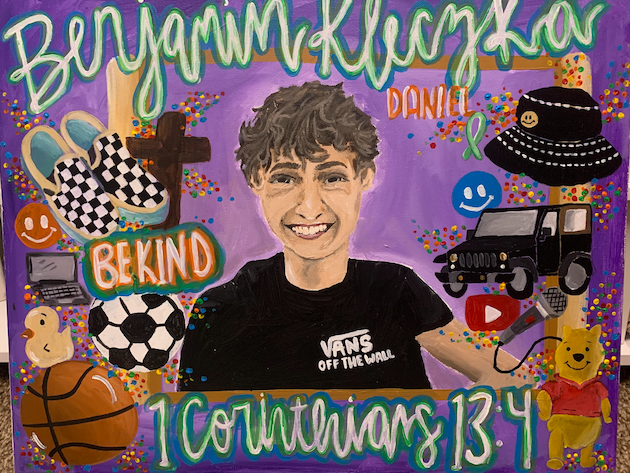 Benjamin Kleczka
DANIEL
BE KIND
VANS
OFF THE WALL
1 Corinthians 13:4